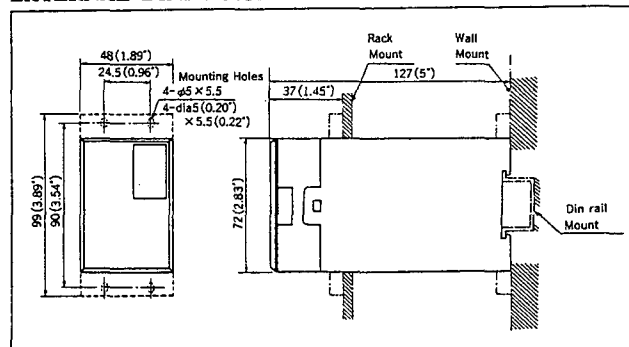 48(1.89")
24.5(0.96")
Mounting Holes
4-φ5×5.5
4-dia5(0.20")
×5.5(0.22")
99(3.89")
90(3.54")
Rack
Mount
Wall
Mount
127(5")
37(1.45")
72(2.83")
Din rail
Mount